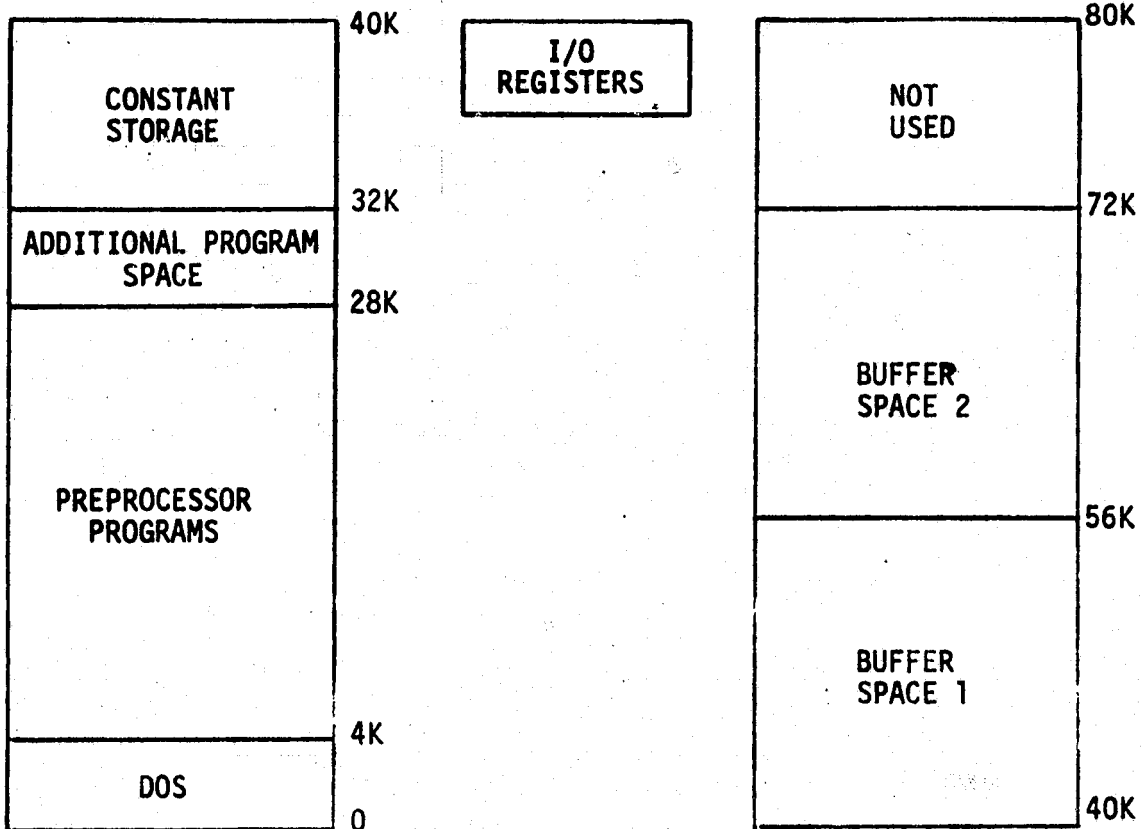 40K
CONSTANT
STORAGE
32K
ADDITIONAL PROGRAM
SPACE
28K
PREPROCESSOR
PROGRAMS
4K
DOS
0
I/O
REGISTERS
80K
NOT
USED
72K
BUFFER
SPACE 2
56K
BUFFER
SPACE 1
40K